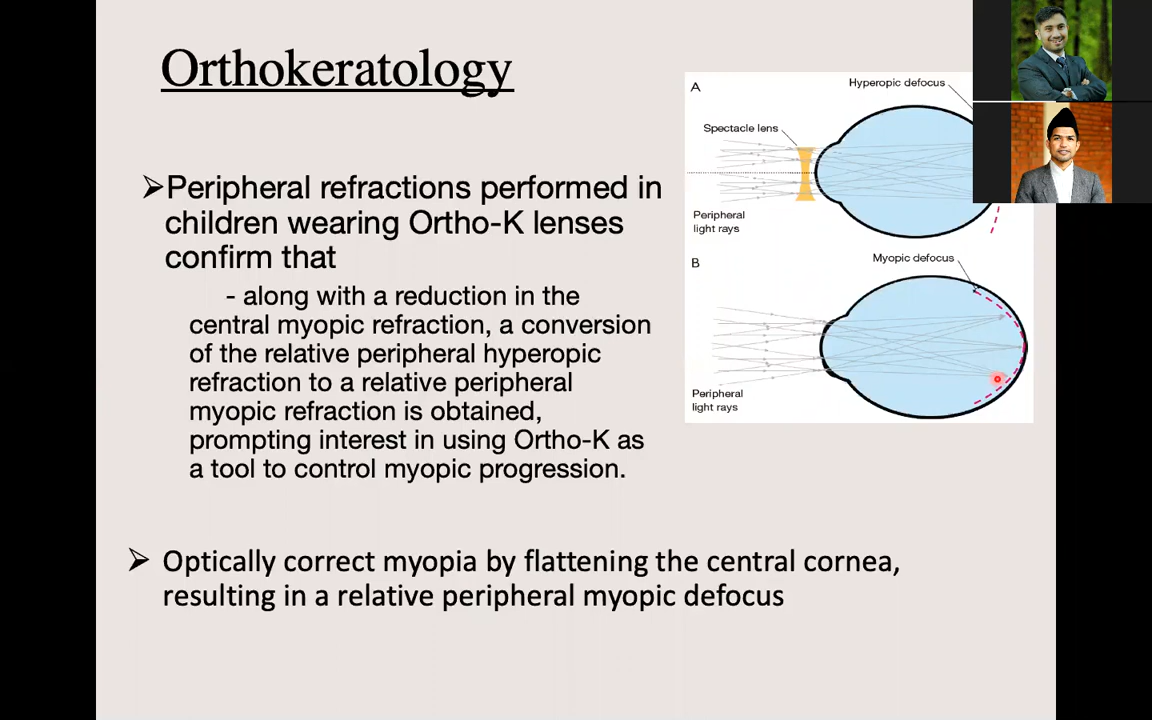 Orthokeratology
➢Peripheral refractions performed in
children wearing Ortho-K lenses
confirm that
- along with a reduction in the
central myopic refraction, a conversion
of the relative peripheral hyperopic
refraction to a relative peripheral
myopic refraction is obtained,
prompting interest in using Ortho-K as
a tool to control myopic progression.
➢ Optically correct myopia by flattening the central cornea,
resulting in a relative peripheral myopic defocus
A
Hyperopic defocus
Spectacle lens
Peripheral
light rays
B
Myopic defocus
Peripheral
light rays